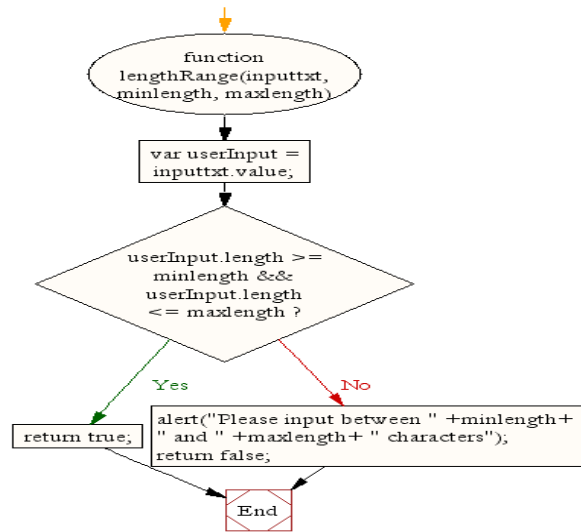 function
lengthRange(inputtxt,
minlength, maxlength)
var userInput =
inputtxt.value;
userInput.length >=
minlength &&
userInput.length
<= maxlength ?
Yes
No
return true;
alert("Please input between " +minlength+
" and " +maxlength+ " characters");
return false;
End